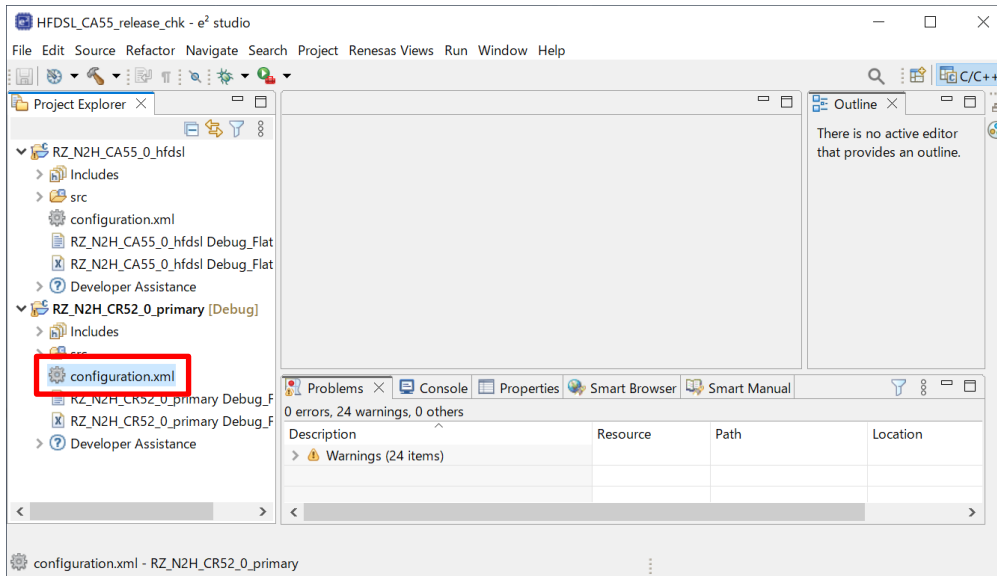 HFDSL_CA55_release_chk - e² studio
File Edit Source Refactor Navigate Search Project Renesas Views Run Window Help
C/C++
Project Explorer
RZ_N2H_CA55_0_hfdsl
Includes
src
configuration.xml
RZ_N2H_CA55_0_hfdsl Debug_Flat
RZ_N2H_CA55_0_hfdsl Debug_Flat
Developer Assistance
RZ_N2H_CR52_0_primary [Debug]
Includes
src
configuration.xml
RZ_N2H_CR52_0_primary Debug_F
RZ_N2H_CR52_0_primary Debug_F
Developer Assistance
Outline
There is no active editor
that provides an outline.
Problems Console Properties Smart Browser Smart Manual
0 errors, 24 warnings, 0 others
Description Resource Path Location
Warnings (24 items)
configuration.xml - RZ_N2H_CR52_0_primary